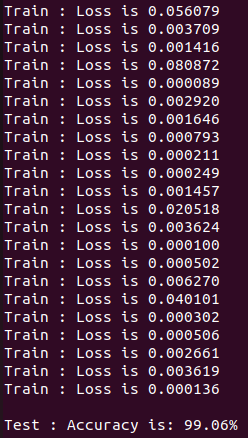 Train : Loss is 0.056079
Train : Loss is 0.003709
Train : Loss is 0.001416
Train : Loss is 0.080872
Train : Loss is 0.000089
Train : Loss is 0.002920
Train : Loss is 0.001646
Train : Loss is 0.000793
Train : Loss is 0.000211
Train : Loss is 0.000249
Train : Loss is 0.001457
Train : Loss is 0.020518
Train : Loss is 0.003624
Train : Loss is 0.000100
Train : Loss is 0.000502
Train : Loss is 0.006270
Train : Loss is 0.040101
Train : Loss is 0.000302
Train : Loss is 0.000506
Train : Loss is 0.002661
Train : Loss is 0.003619
Train : Loss is 0.000136
Test : Accuracy is: 99.06%